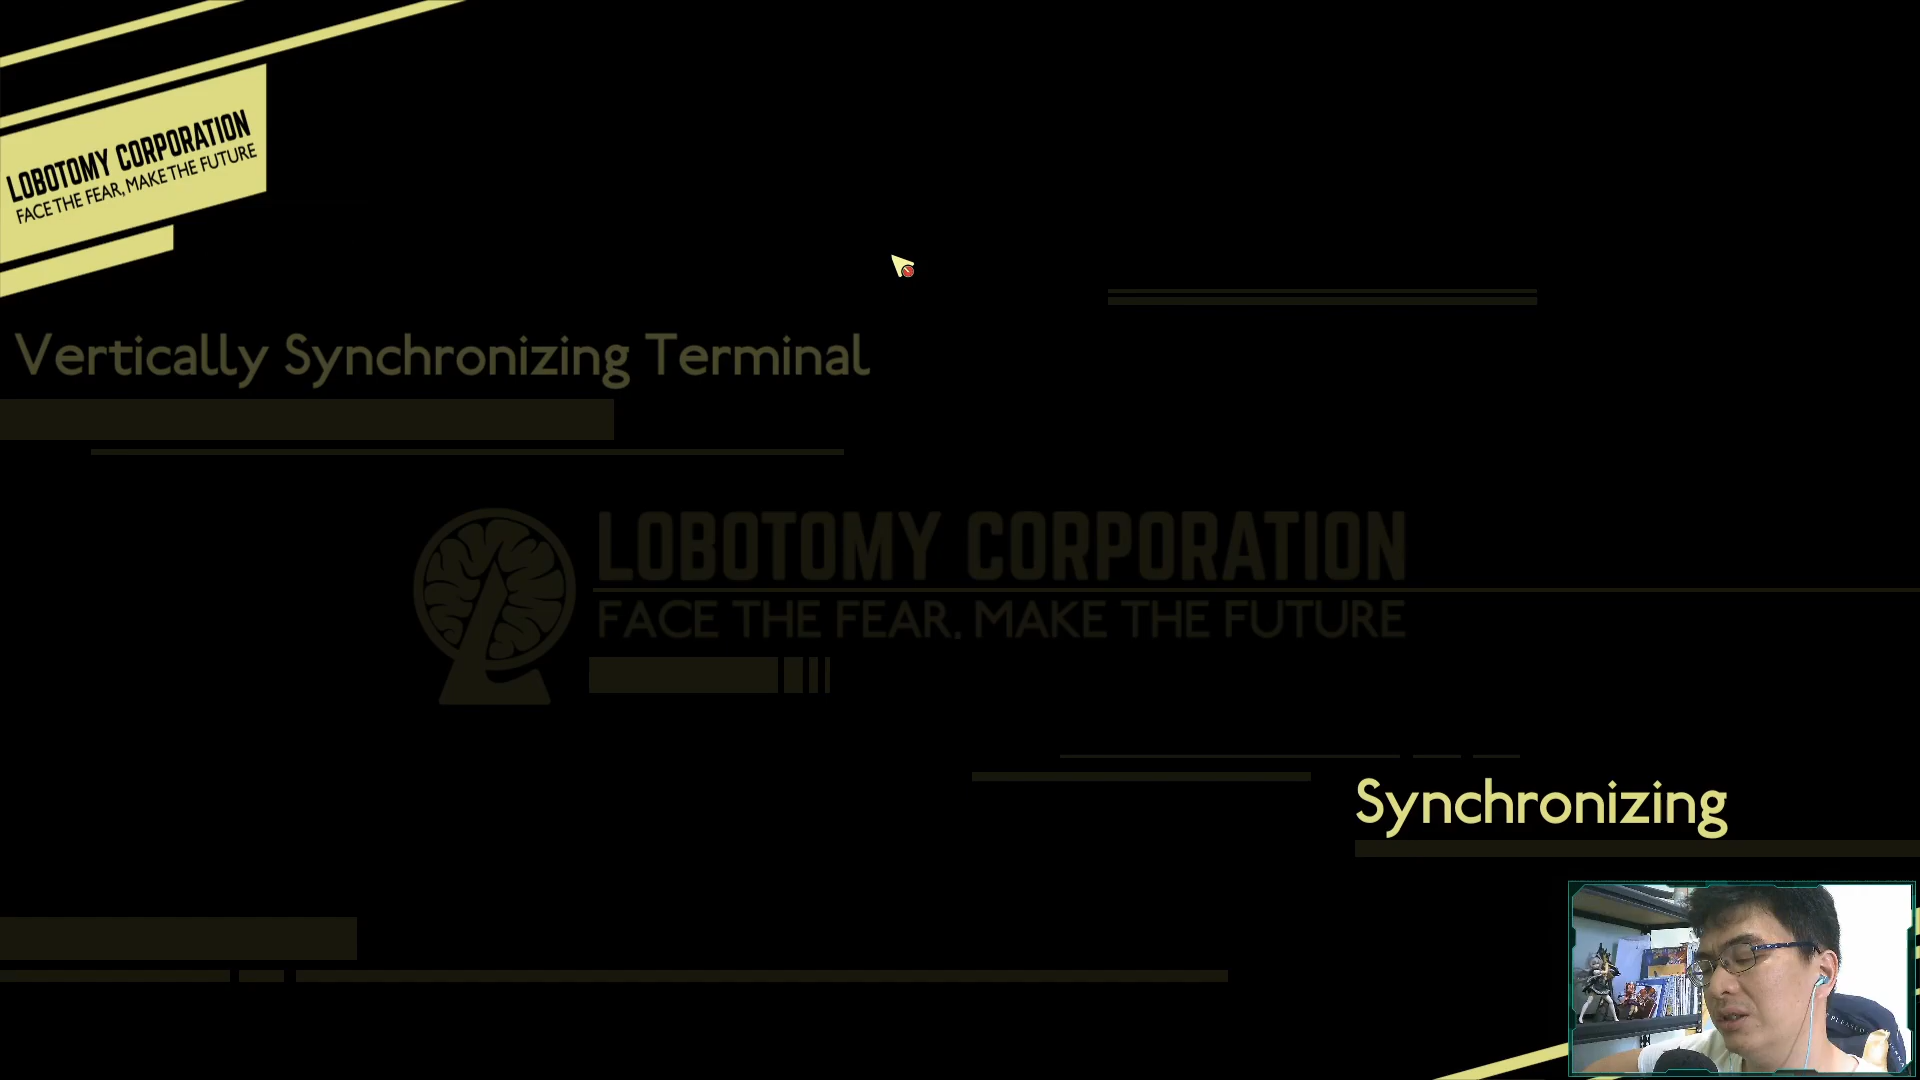 LOBOTOMY CORPORATION
FACE THE FEAR, MAKE THE FUTURE
Vertically Synchronizing Terminal
LOBOTOMY CORPORATION
FACE THE FEAR. MAKE THE FUTURE
Synchronizing